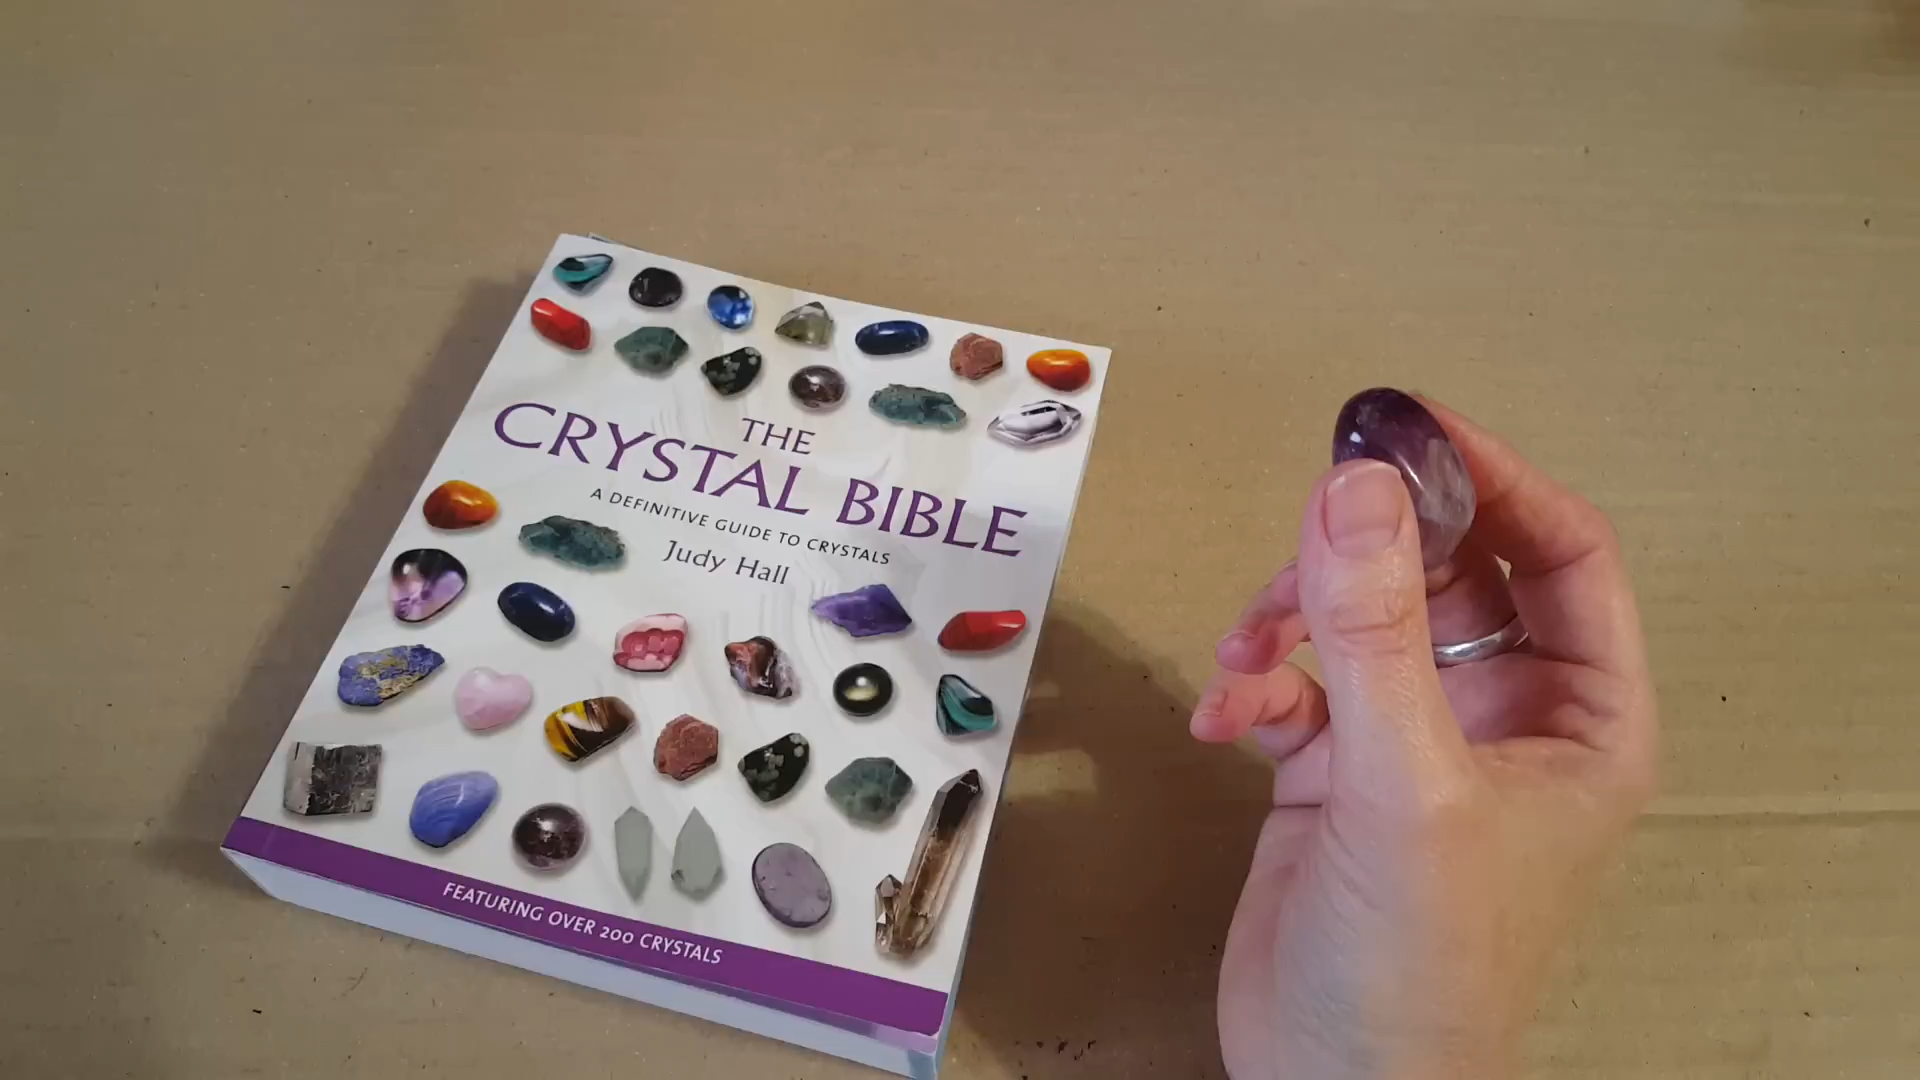 THE
CRYSTAL BIBLE
A DEFINITIVE GUIDE TO CRYSTALS
Judy Hall
FEATURING OVER 200 CRYSTALS